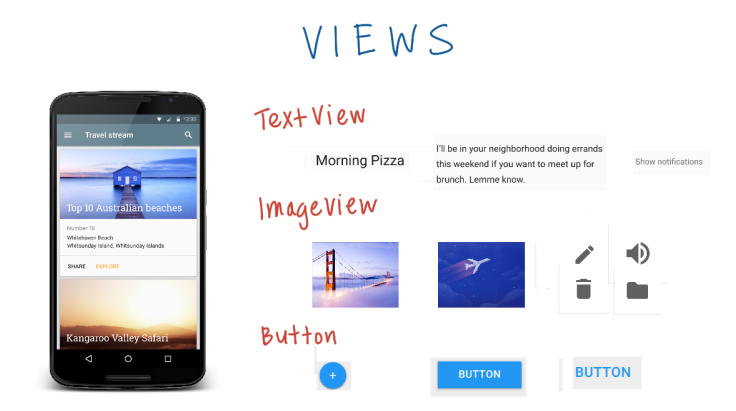 VIEWS
12:30
Travel stream
Top 10 Australian beaches
Number 10
Whitehaven Beach
Whitsunday Island, Whitsunday Islands
SHARE EXPLORE
Kangaroo Valley Safari
TextView
Morning Pizza
I'll be in your neighborhood doing errands
this weekend if you want to meet up for
brunch. Lemme know.
Show notifications
ImageView
Button
+
BUTTON
BUTTON